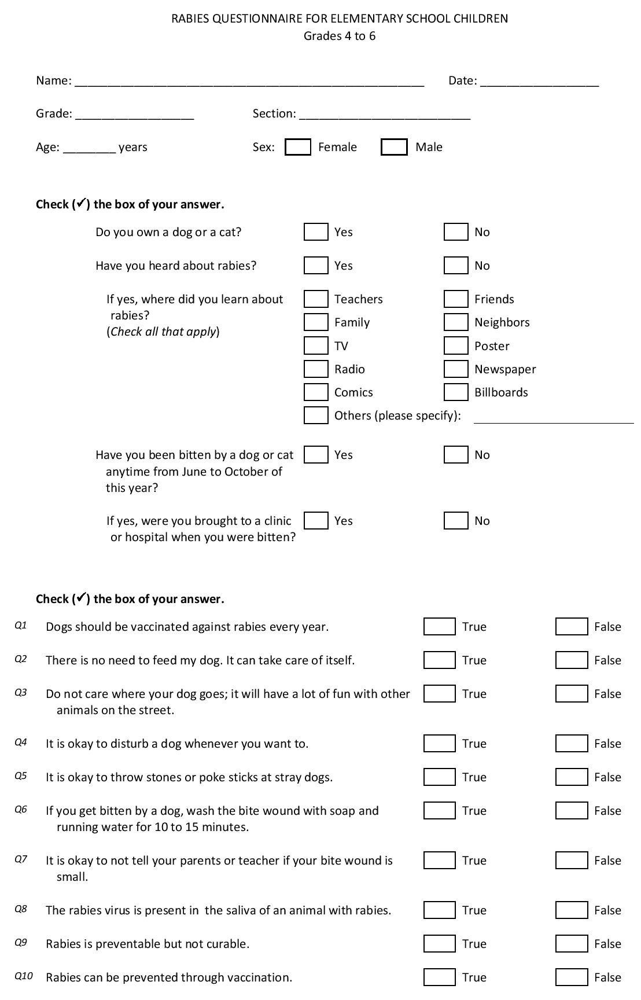 RABIES QUESTIONNAIRE FOR ELEMENTARY SCHOOL CHILDREN
Grades 4 to 6
Name: ____________________________________________________ Date: __________________
Grade: __________________ Section: __________________________
Age: ________ years Sex: Female Male
Check (✓) the box of your answer.
Do you own a dog or a cat? Yes No
Have you heard about rabies? Yes No
If yes, where did you learn about Teachers Friends
rabies?
Family Neighbors
(Check all that apply)
TV Poster
Radio Newspaper
Comics Billboards
Others (please specify):
Have you been bitten by a dog or cat Yes No
anytime from June to October of
this year?
If yes, were you brought to a clinic Yes No
or hospital when you were bitten?
Check (✓) the box of your answer.
Q1 Dogs should be vaccinated against rabies every year. True False
Q2 There is no need to feed my dog. It can take care of itself. True False
Q3 Do not care where your dog goes; it will have a lot of fun with other True False
animals on the street.
Q4 It is okay to disturb a dog whenever you want to. True False
Q5 It is okay to throw stones or poke sticks at stray dogs. True False
Q6 If you get bitten by a dog, wash the bite wound with soap and True False
running water for 10 to 15 minutes.
Q7 It is okay to not tell your parents or teacher if your bite wound is True False
small.
Q8 The rabies virus is present in the saliva of an animal with rabies. True False
Q9 Rabies is preventable but not curable. True False
Q10 Rabies can be prevented through vaccination. True False